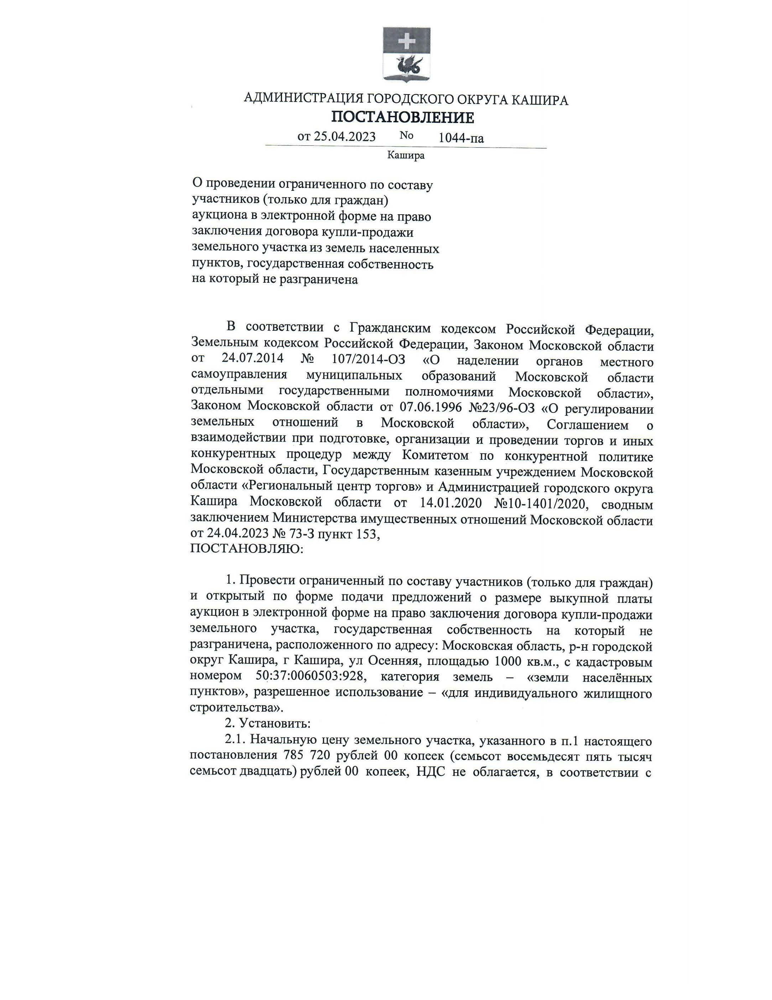 АДМИНИСТРАЦИЯ ГОРОДСКОГО ОКРУГА КАШИРА
ПОСТАНОВЛЕНИЕ
от 25.04.2023 No 1044-па
Кашира
О проведении ограниченного по составу
участников (только для граждан)
аукциона в электронной форме на право
заключения договора купли-продажи
земельного участка из земель населенных
пунктов, государственная собственность
на который не разграничена
В соответствии с Гражданским кодексом Российской Федерации,
Земельным кодексом Российской Федерации, Законом Московской области
от 24.07.2014 № 107/2014-ОЗ «О наделении органов местного
самоуправления муниципальных образований Московской области
отдельными государственными полномочиями Московской области»,
Законом Московской области от 07.06.1996 №23/96-ОЗ «О регулировании
земельных отношений в Московской области», Соглашением о
взаимодействии при подготовке, организации и проведении торгов и иных
конкурентных процедур между Комитетом по конкурентной политике
Московской области, Государственным казенным учреждением Московской
области «Региональный центр торгов» и Администрацией городского округа
Кашира Московской области от 14.01.2020 №10-1401/2020, сводным
заключением Министерства имущественных отношений Московской области
от 24.04.2023 № 73-З пункт 153,
ПОСТАНОВЛЯЮ:
1. Провести ограниченный по составу участников (только для граждан)
и открытый по форме подачи предложений о размере выкупной платы
аукцион в электронной форме на право заключения договора купли-продажи
земельного участка, государственная собственность на который не
разграничена, расположенного по адресу: Московская область, р-н городской
округ Кашира, г Кашира, ул Осенняя, площадью 1000 кв.м., с кадастровым
номером 50:37:0060503:928, категория земель – «земли населённых
пунктов», разрешенное использование – «для индивидуального жилищного
строительства».
2. Установить:
2.1. Начальную цену земельного участка, указанного в п.1 настоящего
постановления 785 720 рублей 00 копеек (семьсот восемьдесят пять тысяч
семьсот двадцать) рублей 00 копеек, НДС не облагается, в соответствии с